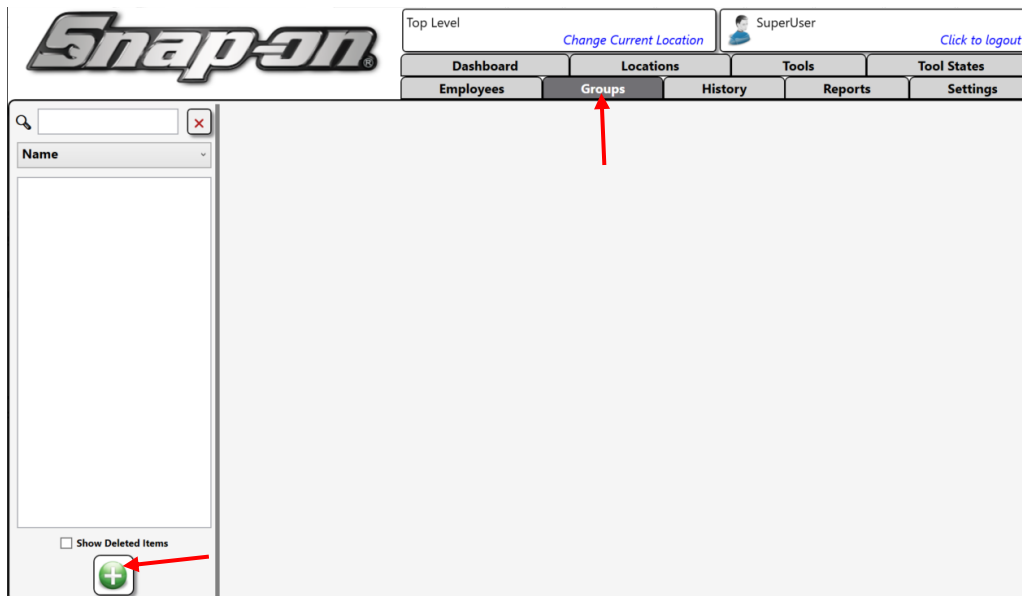 Snap-on®
Top Level
Change Current Location
SuperUser
Click to logout
Dashboard
Locations
Tools
Tool States
Employees
Groups
History
Reports
Settings
Name
Show Deleted Items